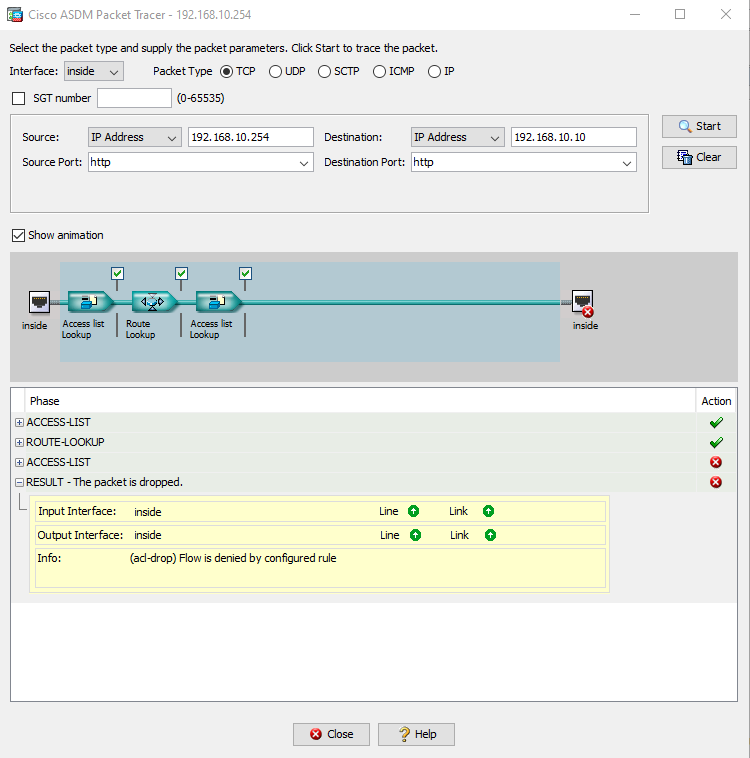 Cisco ASDM Packet Tracer - 192.168.10.254
Select the packet type and supply the packet parameters. Click Start to trace the packet.
Interface: inside Packet Type TCP UDP SCTP ICMP IP
SGT number (0-65535)
Source: IP Address 192.168.10.254 Destination: IP Address 192.168.10.10 Start
Source Port: http Destination Port: http Clear
Show animation
inside
Access list
Lookup
Route
Lookup
Access list
Lookup
inside
Phase Action
ACCESS-LIST
ROUTE-LOOKUP
ACCESS-LIST
RESULT - The packet is dropped.
Input Interface: inside Line Link
Output Interface: inside Line Link
Info: (acl-drop) Flow is denied by configured rule
Close Help